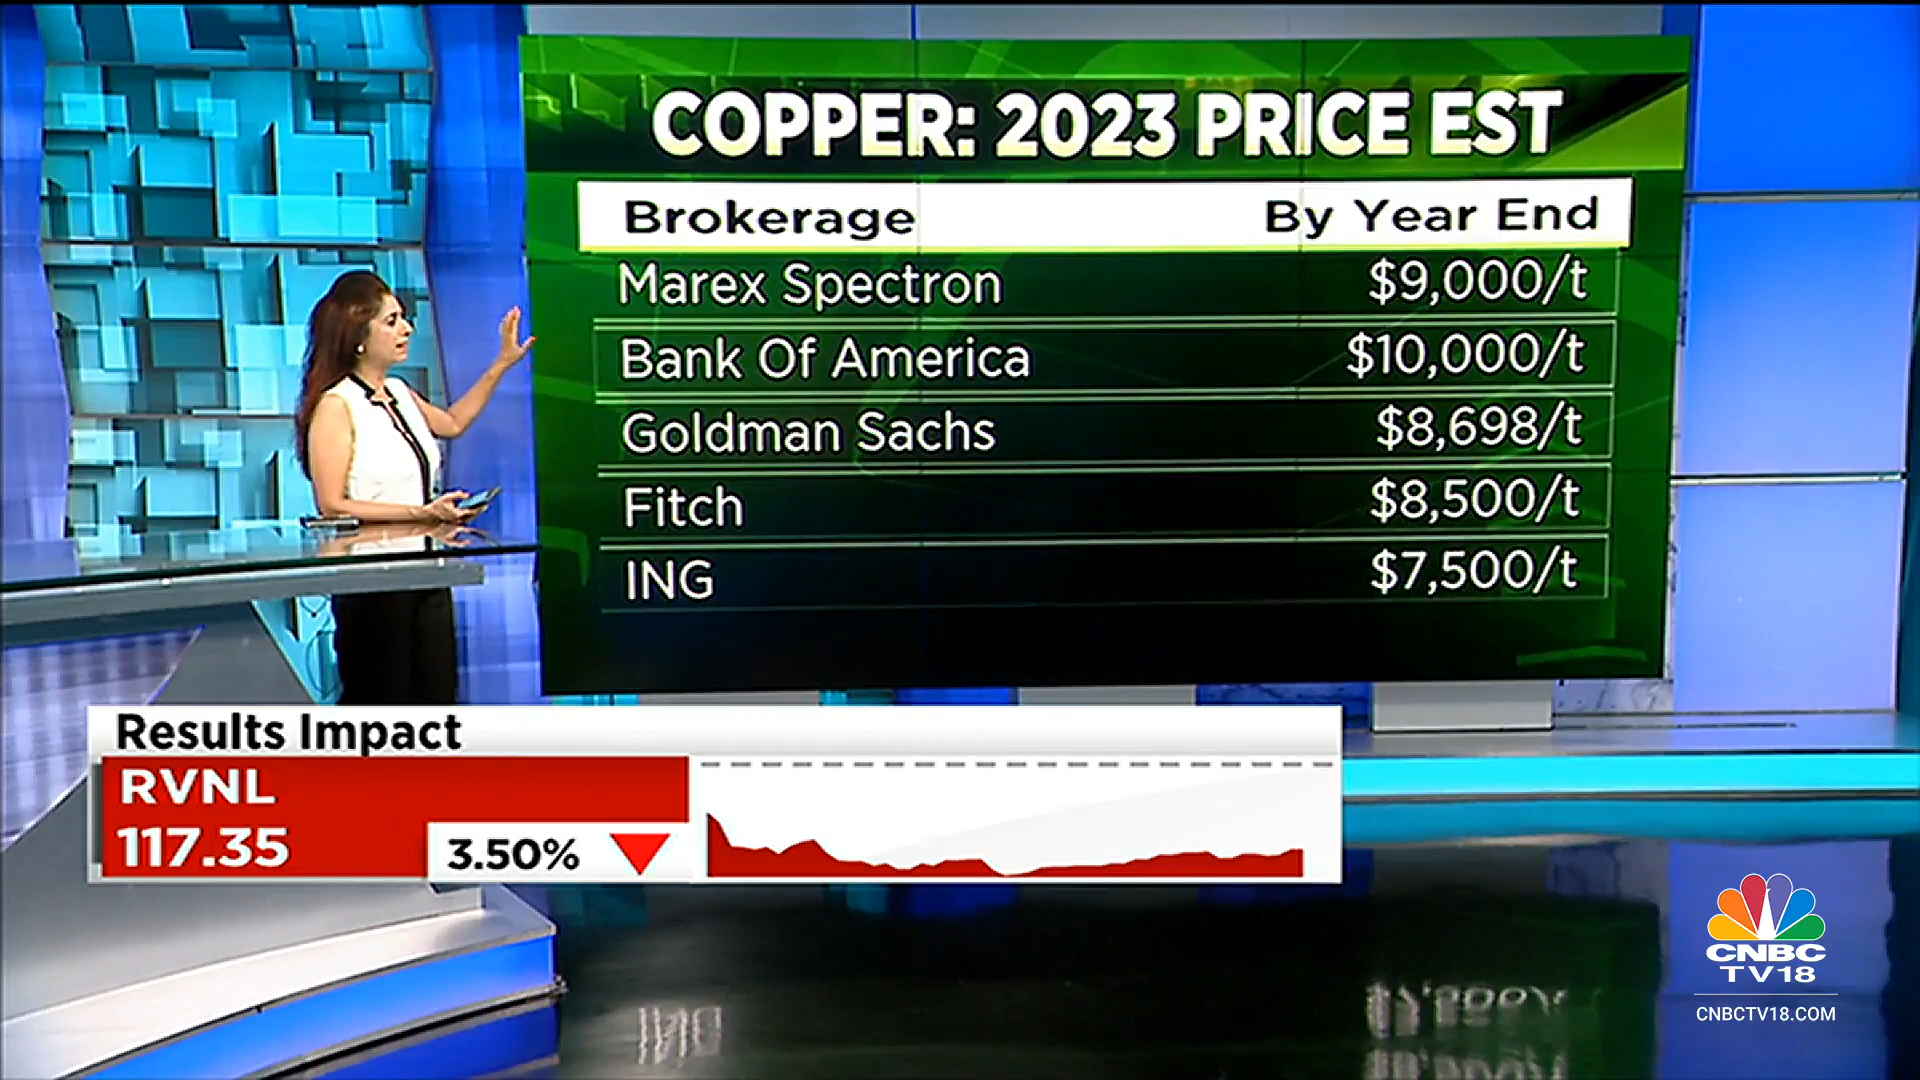 COPPER: 2023 PRICE EST
Brokerage By Year End
Marex Spectron $9,000/t
Bank Of America $10,000/t
Goldman Sachs $8,698/t
Fitch $8,500/t
ING $7,500/t
Results Impact
RVNL
117.35
3.50%
CNBC
TV18
CNBCTV18.COM